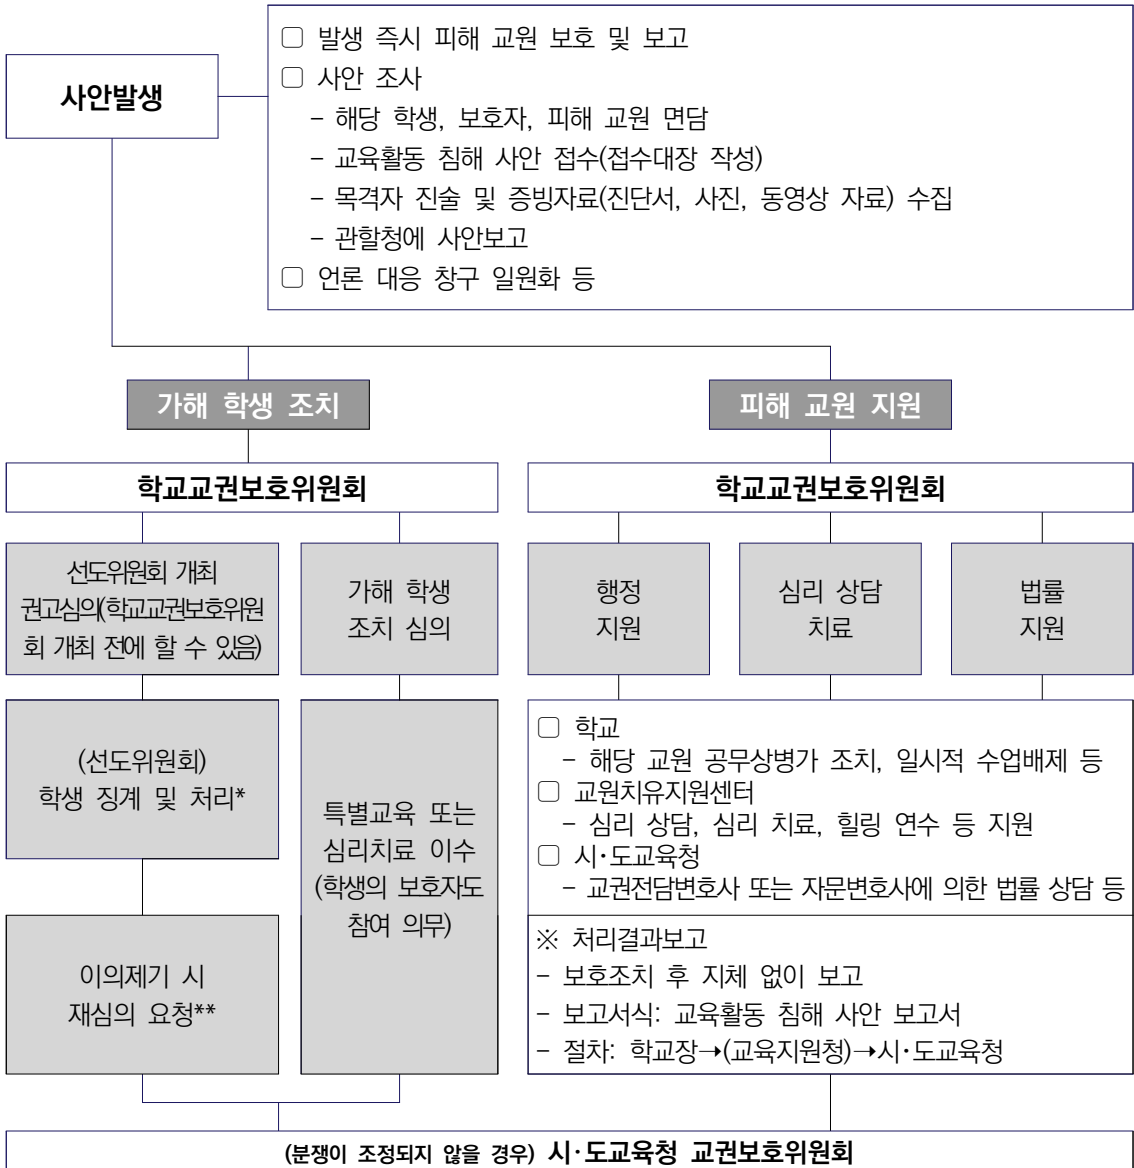 사안발생
□ 발생 즉시 피해 교원 보호 및 보고
□ 사안 조사
- 해당 학생, 보호자, 피해 교원 면담
- 교육활동 침해 사안 접수(접수대장 작성)
- 목격자 진술 및 증빙자료(진단서, 사진, 동영상 자료) 수집
- 관할청에 사안보고
□ 언론 대응 창구 일원화 등
가해 학생 조치
학교교권보호위원회
선도위원회 개최
권고심의(학교교권보호위원
회 개최 전에 할 수 있음)
가해 학생
조치 심의
(선도위원회)
학생 징계 및 처리*
이의제기 시
재심의 요청**
특별교육 또는
심리치료 이수
(학생의 보호자도
참여 의무)
피해 교원 지원
학교교권보호위원회
행정
지원
심리 상담
치료
법률
지원
□ 학교
- 해당 교원 공무상병가 조치, 일시적 수업배제 등
□ 교원치유지원센터
- 심리 상담, 심리 치료, 힐링 연수 등 지원
□ 시·도교육청
- 교권전담변호사 또는 자문변호사에 의한 법률 상담 등
※ 처리결과보고
- 보호조치 후 지체 없이 보고
- 보고서식: 교육활동 침해 사안 보고서
- 절차: 학교장→(교육지원청)→시·도교육청
(분쟁이 조정되지 않을 경우) 시·도교육청 교권보호위원회